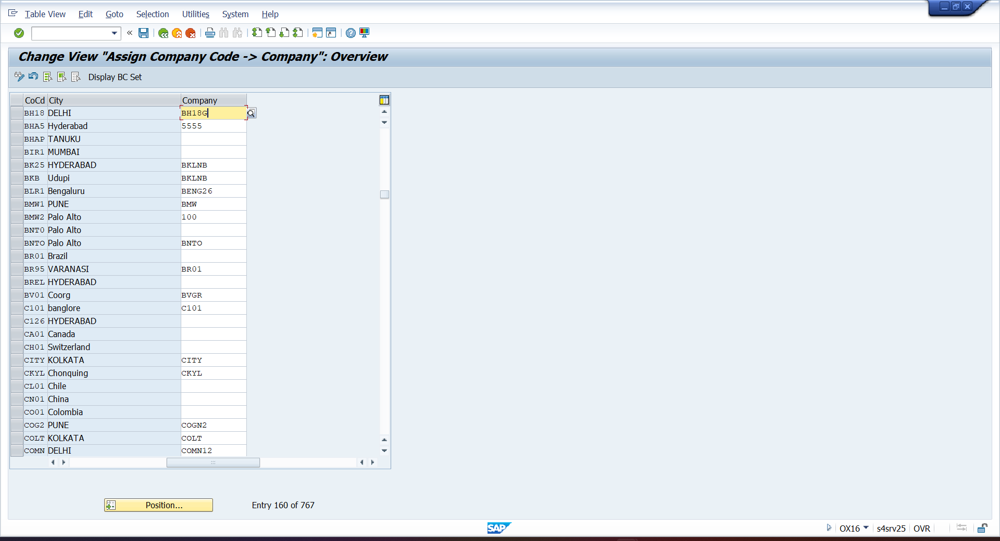 Table View Edit Goto Selection Utilities System Help
Change View "Assign Company Code -> Company": Overview
Display BC Set
CoCd City Company
BH18 DELHI BH18G
BHA5 Hyderabad 5555
BHAP TANUKU
BIR1 MUMBAI
BK25 HYDERABAD BKLNB
BKB Udupi BKLNB
BLR1 Bengaluru BENG26
BMW1 PUNE BMW
BMW2 Palo Alto 100
BNT0 Palo Alto
BNTO Palo Alto BNTO
BR01 Brazil
BR95 VARANASI BR01
BREL HYDERABAD
BV01 Coorg BVGR
C101 banglore C101
C126 HYDERABAD
CA01 Canada
CH01 Switzerland
CITY KOLKATA CITY
CKYL Chonquing CKYL
CL01 Chile
CN01 China
CO01 Colombia
COG2 PUNE COGN2
COLT KOLKATA COLT
COMN DELHI COMN12
Position... Entry 160 of 767
SAP OX16 s4srv25 OVR